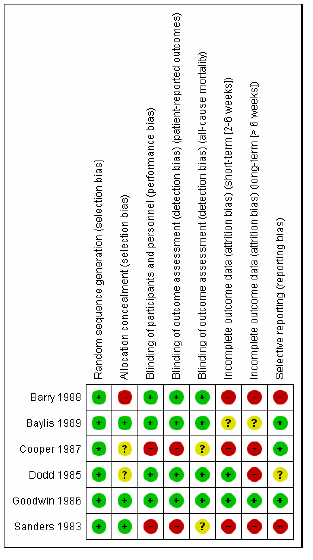 Random sequence generation (selection bias)
Allocation concealment (selection bias)
Blinding of participants and personnel (performance bias)
Blinding of outcome assessment (detection bias) (patient-reported outcomes)
Blinding of outcome assessment (detection bias) (all-cause mortality)
Incomplete outcome data (attrition bias) (short-term [2-6 weeks])
Incomplete outcome data (attrition bias) (long-term [> 6 weeks])
Selective reporting (reporting bias)
Barry 1988
Baylis 1989
Cooper 1987
Dodd 1985
Goodwin 1986
Sanders 1983